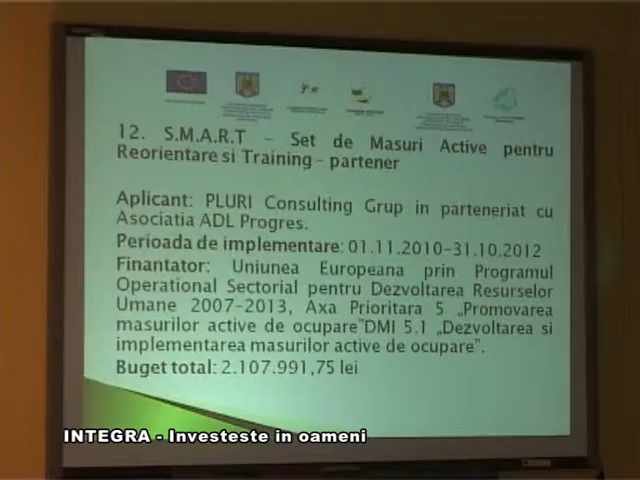 12. S.M.A.R.T – Set de Masuri Active pentru
Reorientare si Training – partener
Aplicant: PLURI Consulting Grup in parteneriat cu
Asociatia ADL Progres.
Perioada de implementare: 01.11.2010-31.10.2012
Finantator: Uniunea Europeana prin Programul
Operational Sectorial pentru Dezvoltarea Resurselor
Umane 2007-2013, Axa Prioritara 5 „Promovarea
masurilor active de ocupare”DMI 5.1 „Dezvoltarea si
implementarea masurilor active de ocupare”.
Buget total: 2.107.991,75 lei
INTEGRA - Investeste in oameni